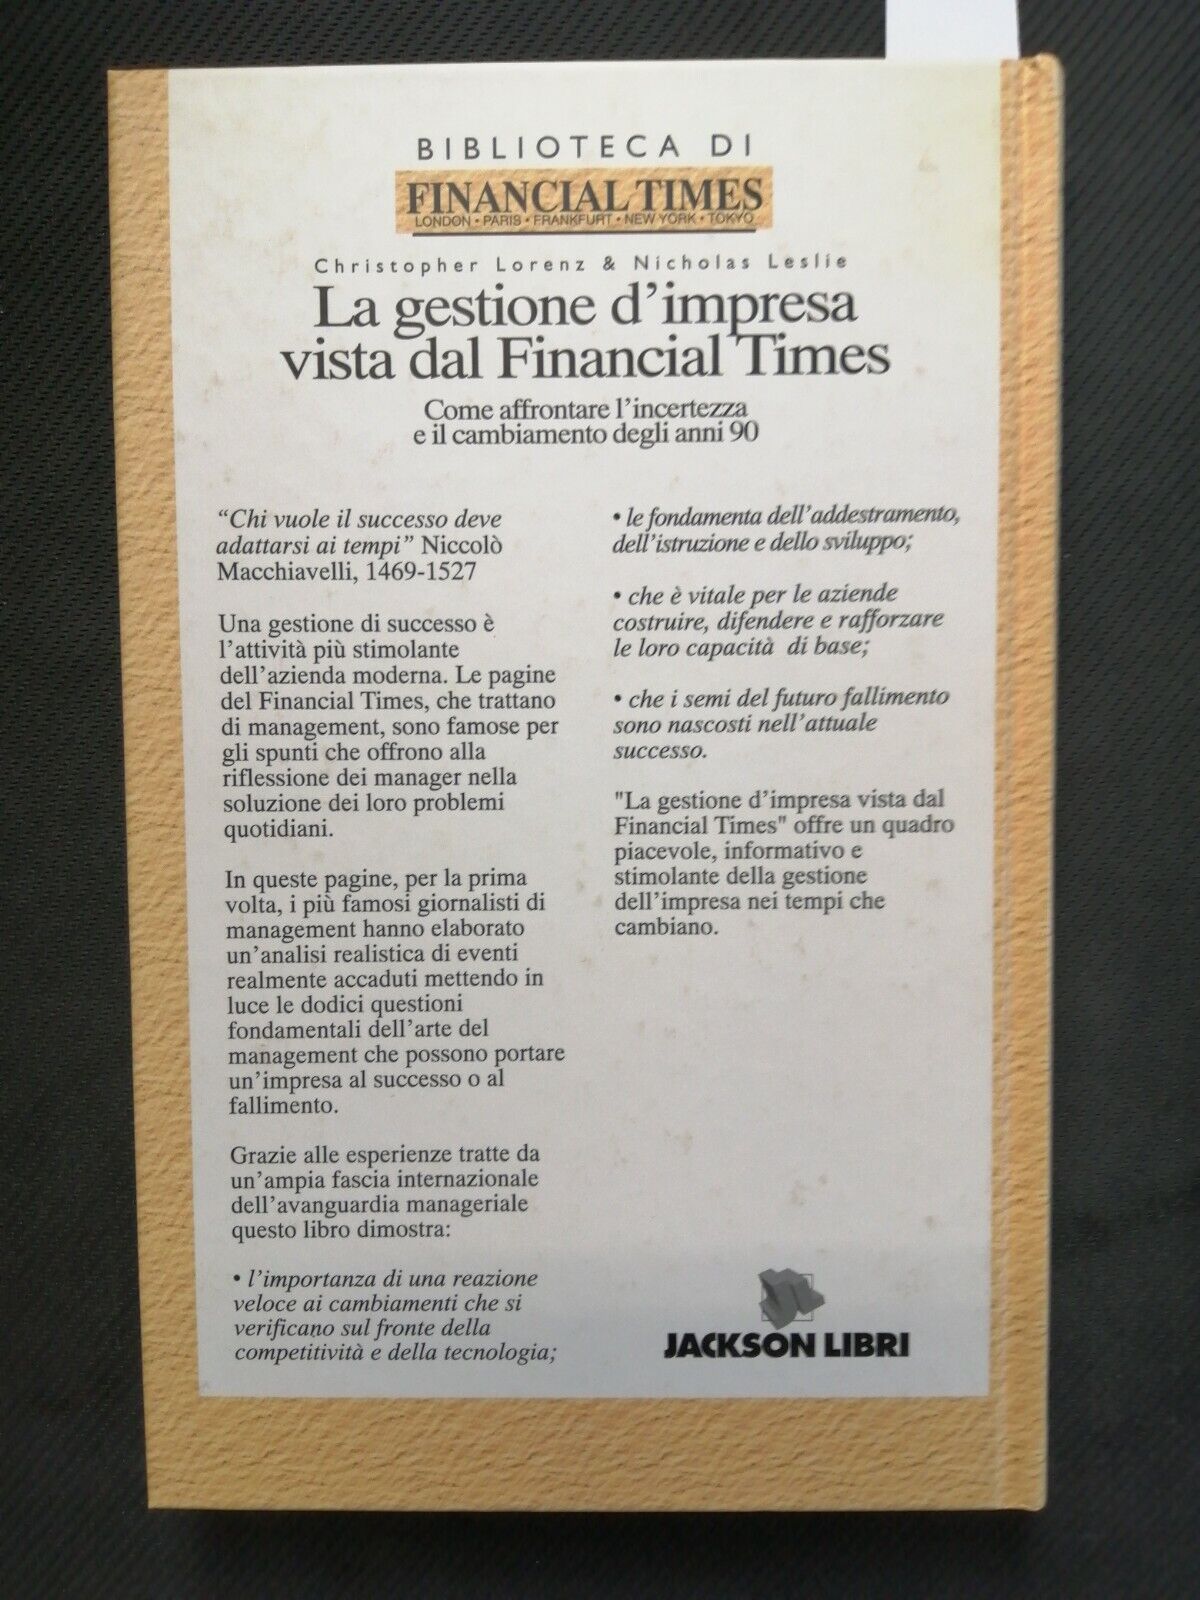 BIBLIOTECA DI
FINANCIAL TIMES
LONDON • PARIS • FRANKFURT • NEW YORK • TOKYO
Christopher Lorenz & Nicholas Leslie
La gestione d'impresa
vista dal Financial Times
Come affrontare l'incertezza
e il cambiamento degli anni 90
“Chi vuole il successo deve
adattarsi ai tempi” Niccolò
Macchiavelli, 1469-1527
Una gestione di successo è
l'attività più stimolante
dell'azienda moderna. Le pagine
del Financial Times, che trattano
di management, sono famose per
gli spunti che offrono alla
riflessione dei manager nella
soluzione dei loro problemi
quotidiani.
In queste pagine, per la prima
volta, i più famosi giornalisti di
management hanno elaborato
un'analisi realistica di eventi
realmente accaduti mettendo in
luce le dodici questioni
fondamentali dell'arte del
management che possono portare
un'impresa al successo o al
fallimento.
Grazie alle esperienze tratte da
un'ampia fascia internazionale
dell'avanguardia manageriale
questo libro dimostra:
• l'importanza di una reazione
veloce ai cambiamenti che si
verificano sul fronte della
competitività e della tecnologia;
• le fondamenta dell'addestramento,
dell'istruzione e dello sviluppo;
• che è vitale per le aziende
costruire, difendere e rafforzare
le loro capacità di base;
• che i semi del futuro fallimento
sono nascosti nell'attuale
successo.
"La gestione d'impresa vista dal
Financial Times" offre un quadro
piacevole, informativo e
stimolante della gestione
dell'impresa nei tempi che
cambiano.
JACKSON LIBRI